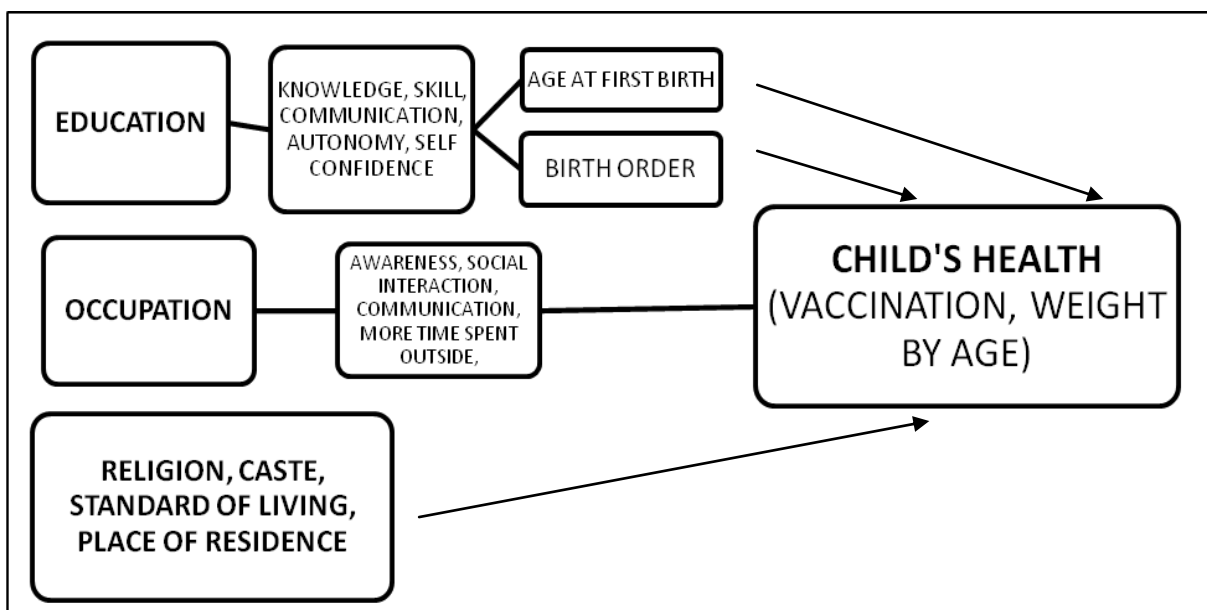 EDUCATION
KNOWLEDGE, SKILL,
COMMUNICATION,
AUTONOMY, SELF
CONFIDENCE
AGE AT FIRST BIRTH
BIRTH ORDER
OCCUPATION
AWARENESS, SOCIAL
INTERACTION,
COMMUNICATION,
MORE TIME SPENT
OUTSIDE,
CHILD'S HEALTH
(VACCINATION, WEIGHT
BY AGE)
RELIGION, CASTE,
STANDARD OF LIVING,
PLACE OF RESIDENCE